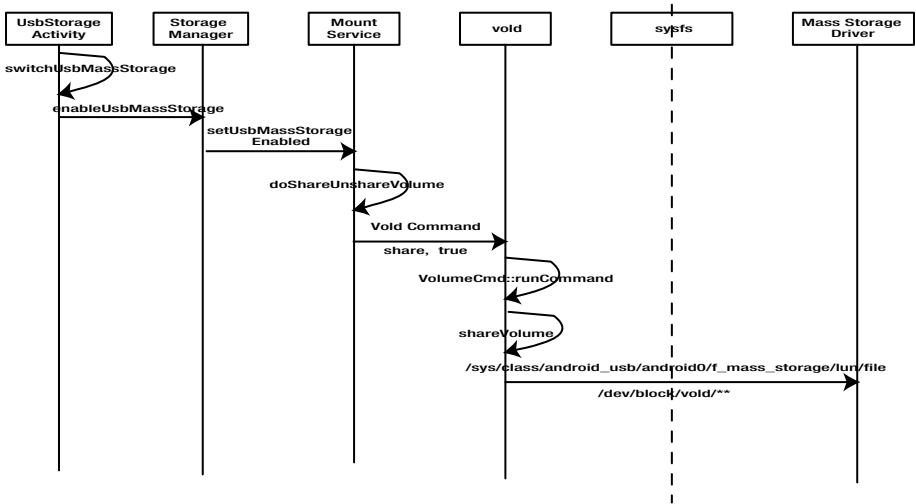 UsbStorage
Activity
Storage
Manager
Mount
Service
vold
sysfs
Mass Storage
Driver
switchUsbMassStorage
enableUsbMassStorage
setUsbMassStorage
Enabled
doShareUnshareVolume
Vold Command
share, true
VolumeCmd::runCommand
shareVolume
/sys/class/android_usb/android0/f_mass_storage/lun/file
/dev/block/vold/**